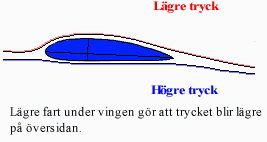 Lägre tryck
Högre tryck
Lägre fart under vingen gör att trycket blir lägre
på översidan.